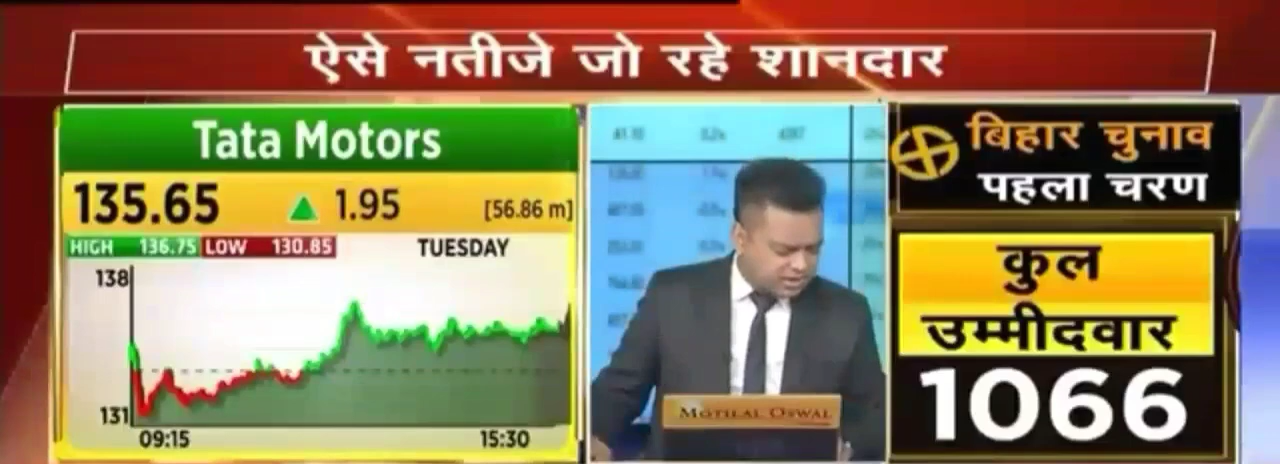 ऐसे नतीजे जो रहे शानदार
Tata Motors
135.65 ▲ 1.95 [56.86 m]
HIGH 136.75 LOW 130.85 TUESDAY
138
131
09:15 15:30
MOTILAL OSWAL
बिहार चुनाव
पहला चरण
कुल
उम्मीदवार
1066